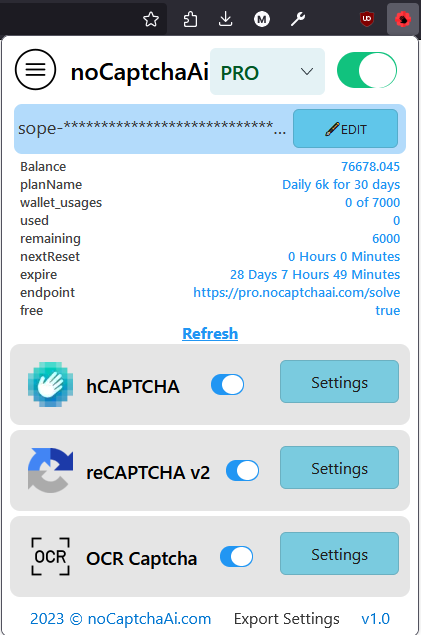 noCaptchaAi PRO
sope-****************************... EDIT
Balance 76678.045
planName Daily 6k for 30 days
wallet_usages 0 of 7000
used 0
remaining 6000
nextReset 0 Hours 0 Minutes
expire 28 Days 7 Hours 49 Minutes
endpoint https://pro.nocaptchaai.com/solve
free true
Refresh
hCAPTCHA Settings
reCAPTCHA v2 Settings
OCR OCR Captcha Settings
2023 © noCaptchaAi.com Export Settings v1.0